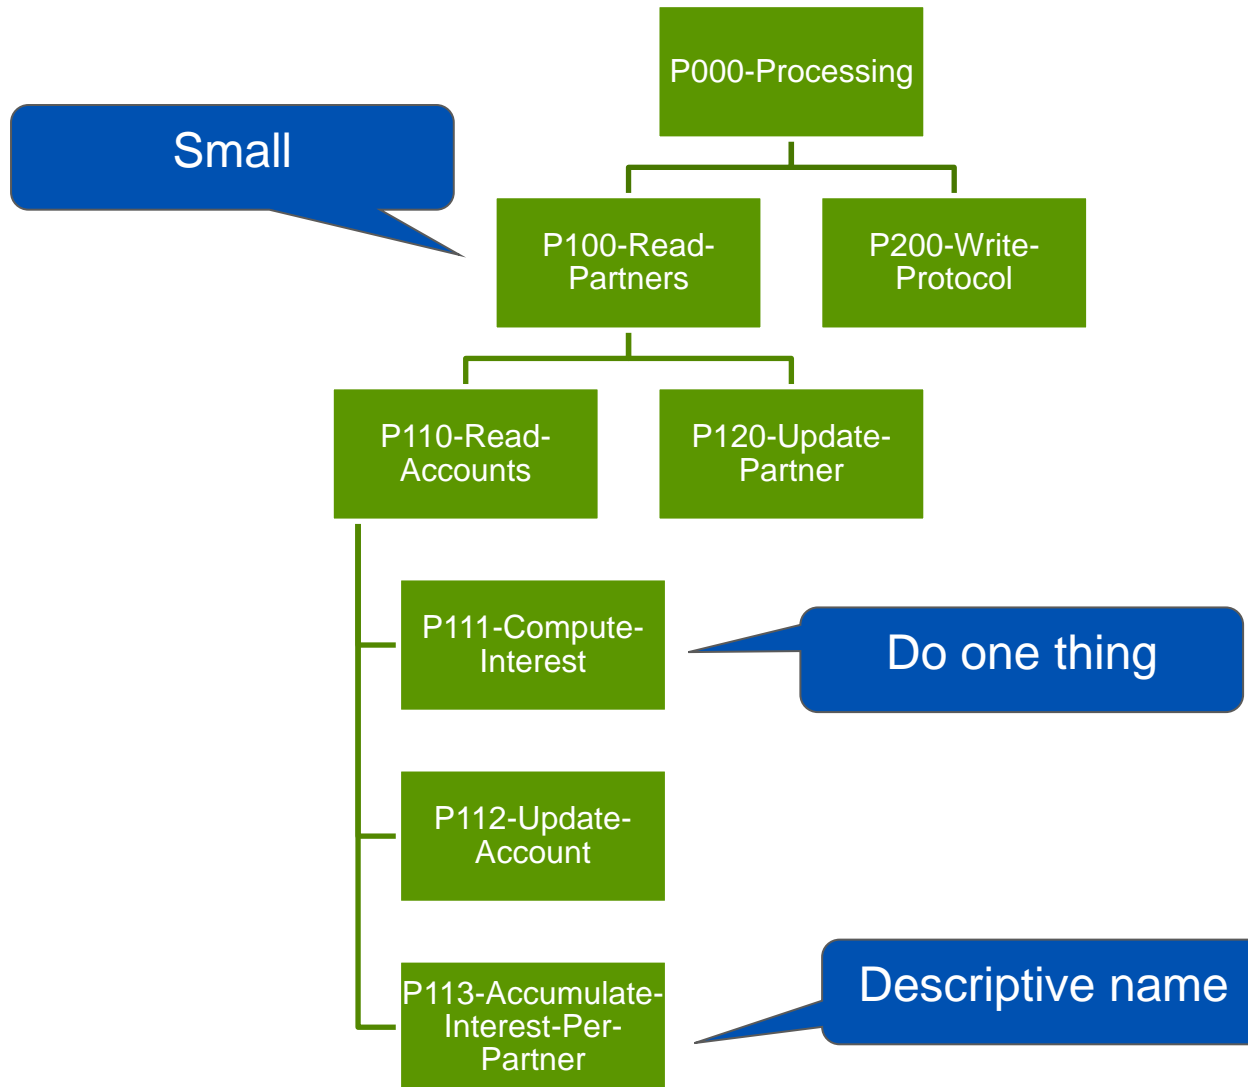 P000-Processing
Small
P100-Read-
Partners
P200-Write-
Protocol
P110-Read-
Accounts
P120-Update-
Partner
P111-Compute-
Interest
Do one thing
P112-Update-
Account
P113-Accumulate-
Interest-Per-
Partner
Descriptive name